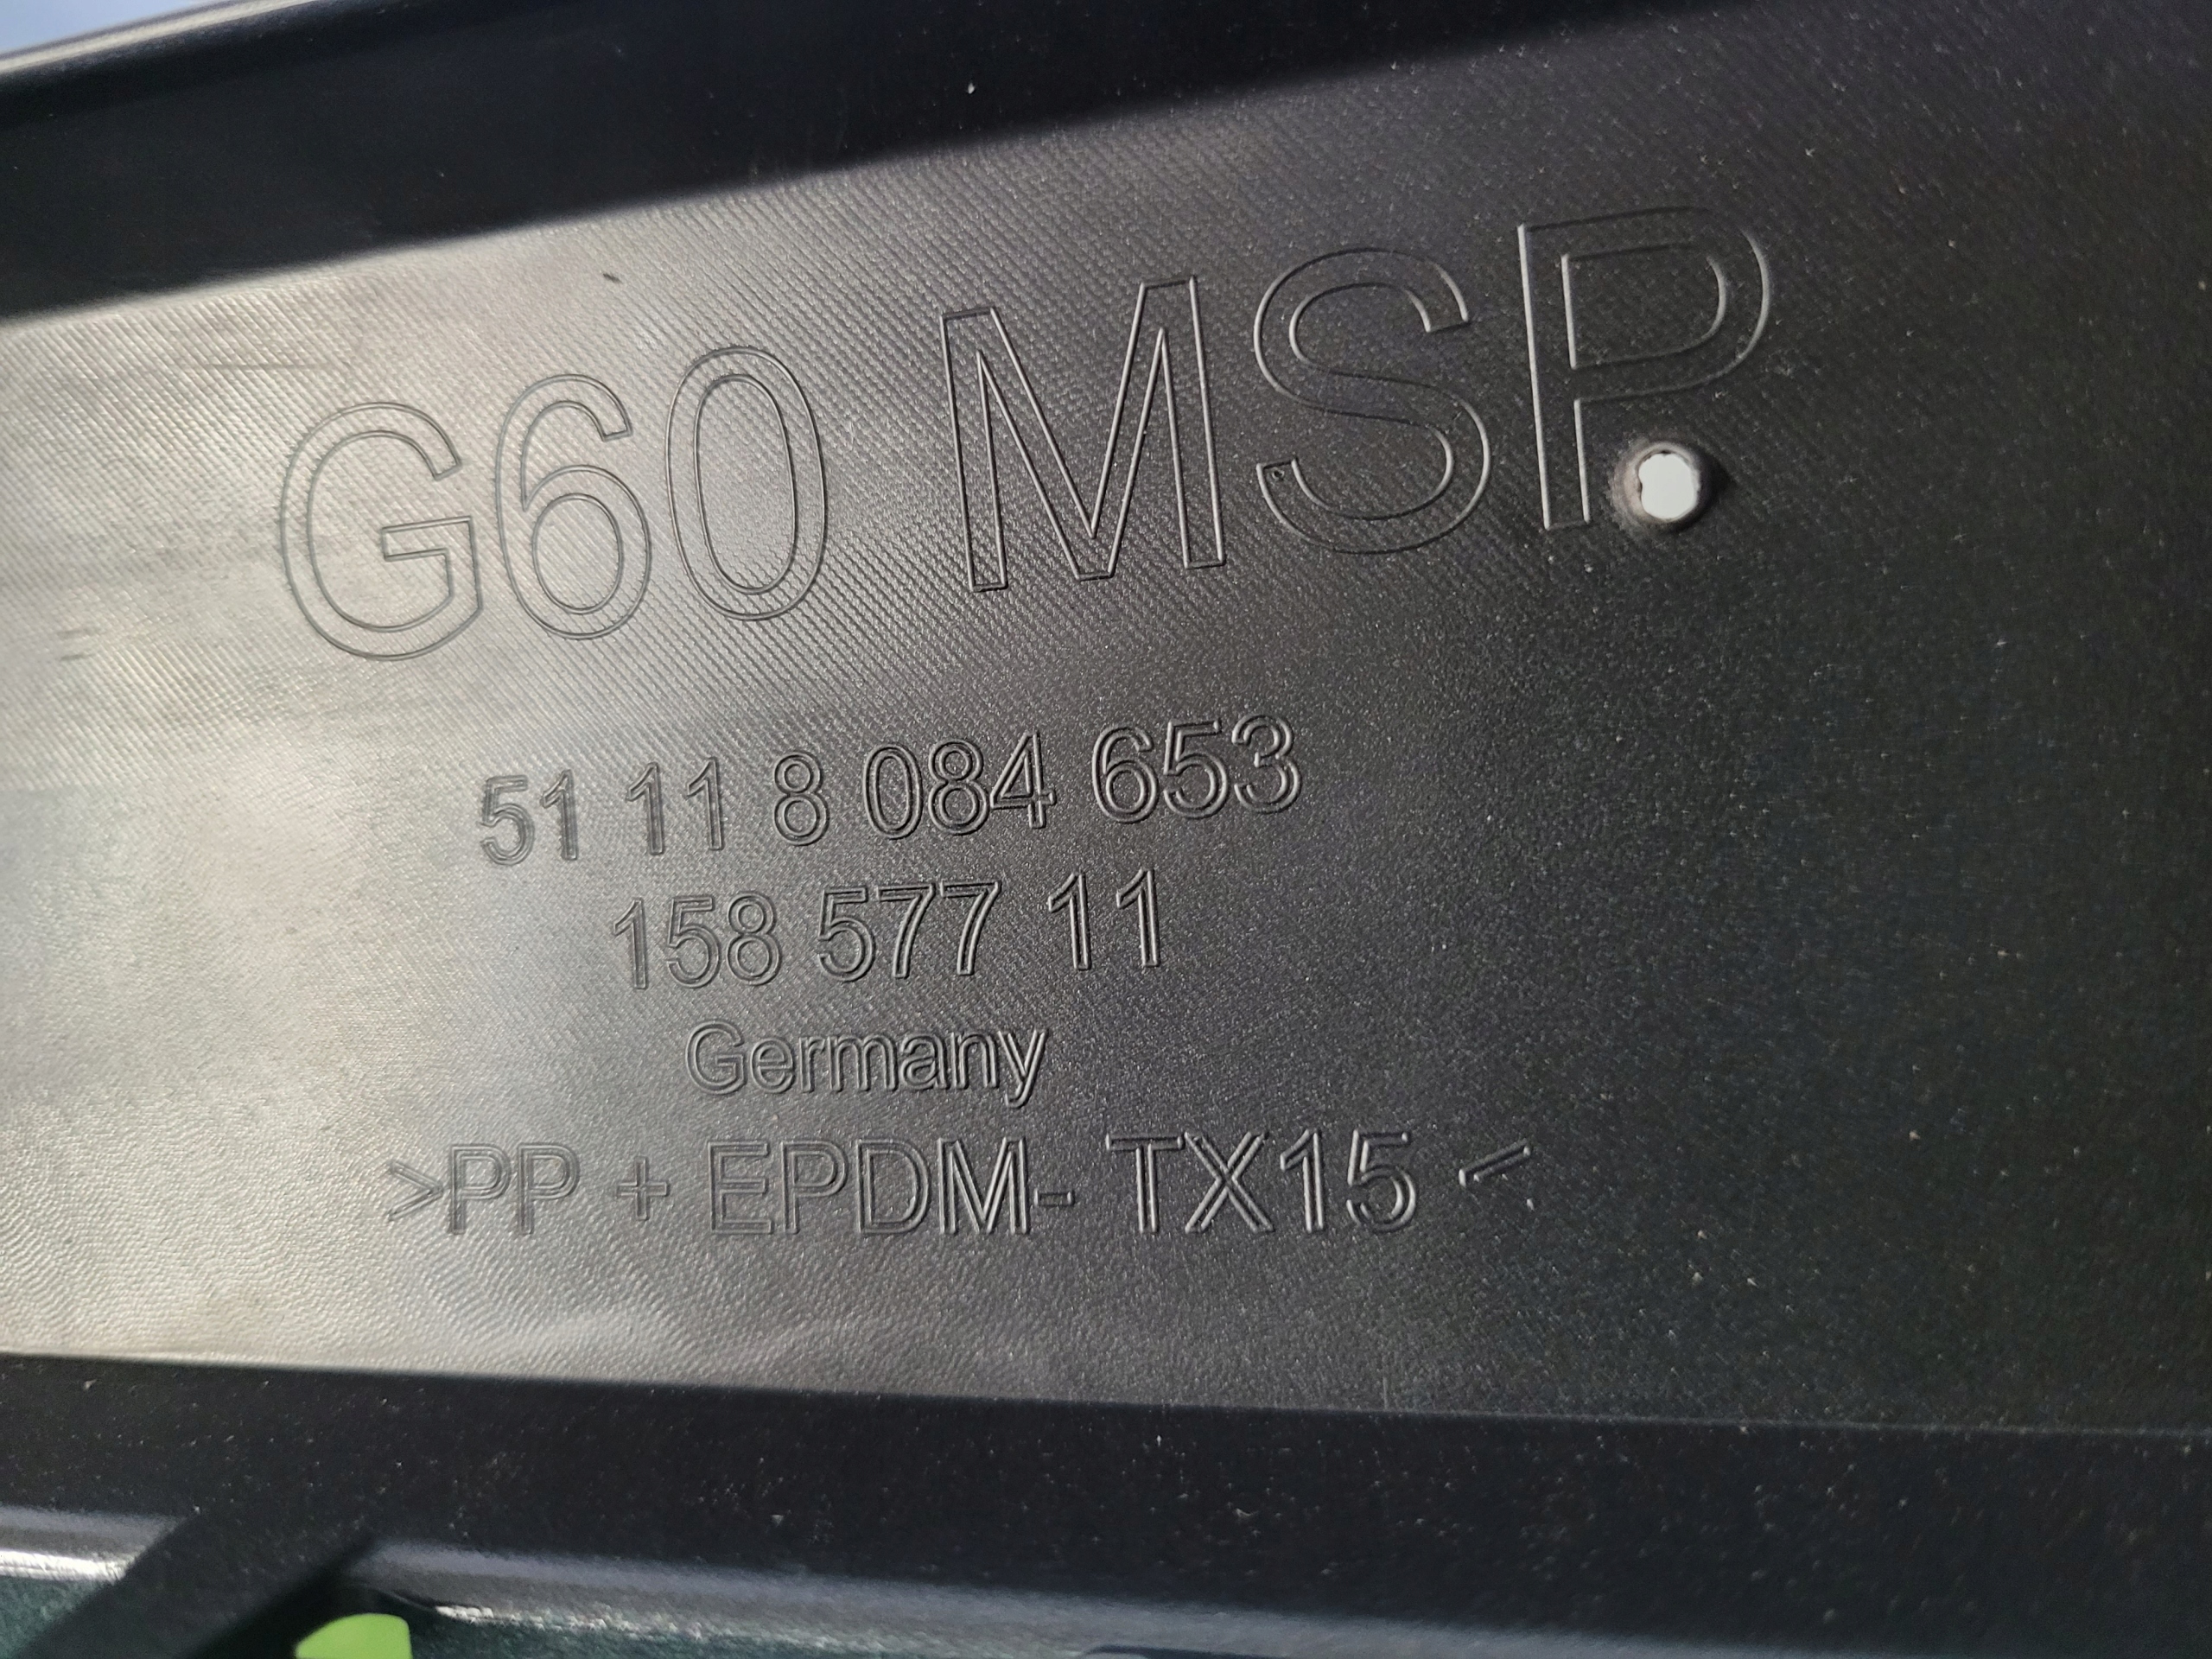 G60 MSP
51 11 8 084 653
158 577 11
Germany
>PP + EPDM- TX15 <